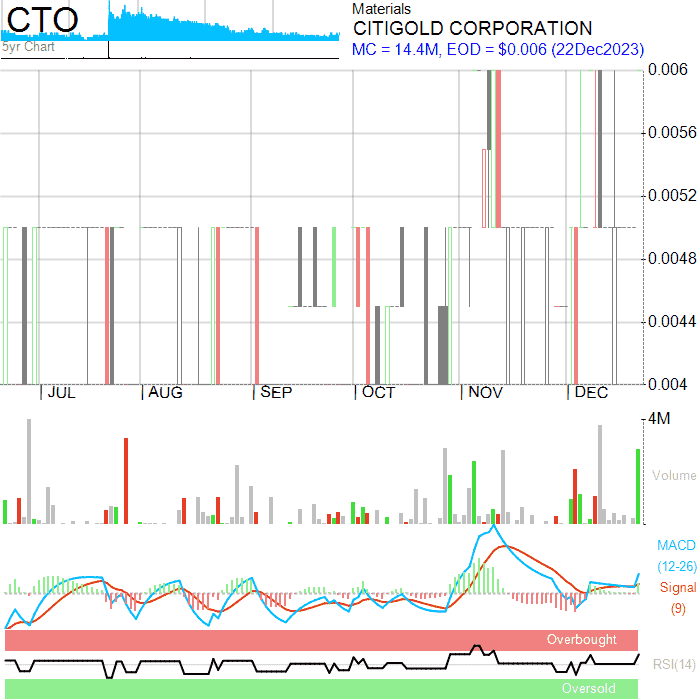 CTO
5yr Chart
Materials
CITIGOLD CORPORATION
MC = 14.4M, EOD = $0.006 (22Dec2023)
0.006
0.0056
0.0052
0.0048
0.0044
0.004
JUL AUG SEP OCT NOV DEC
4M
Volume
MACD
(12-26)
Signal
(9)
Overbought
RSI(14)
Oversold